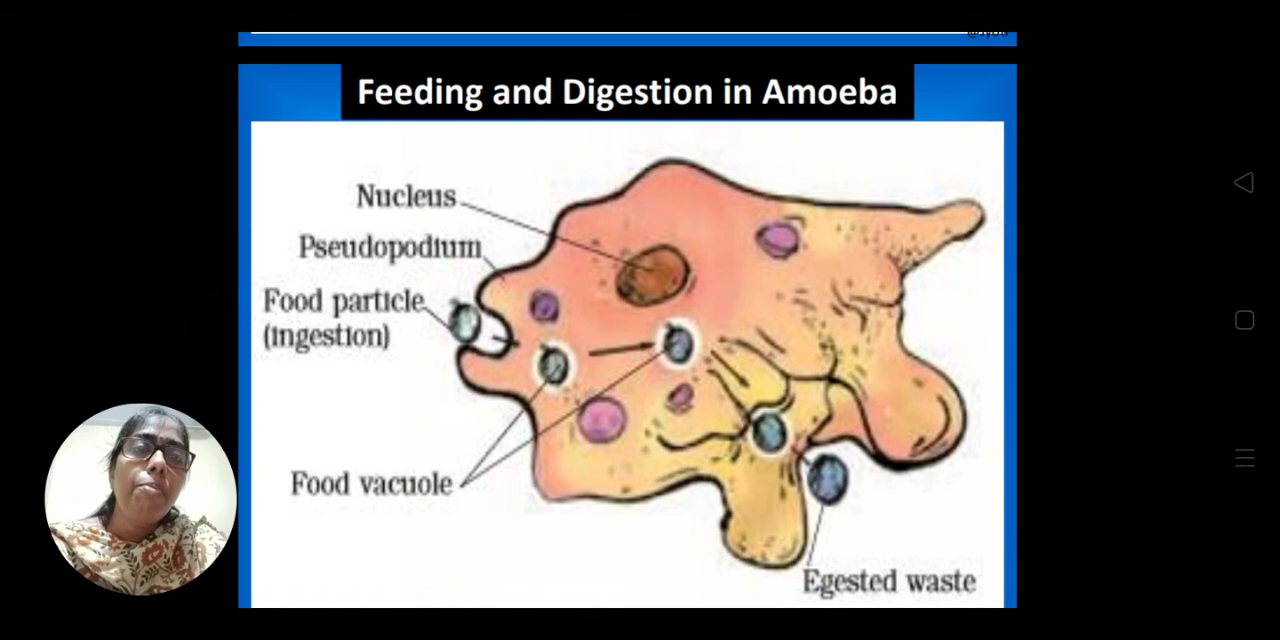 Feeding and Digestion in Amoeba
Nucleus
Pseudopodium
Food particle
(ingestion)
Food vacuole
Egested waste